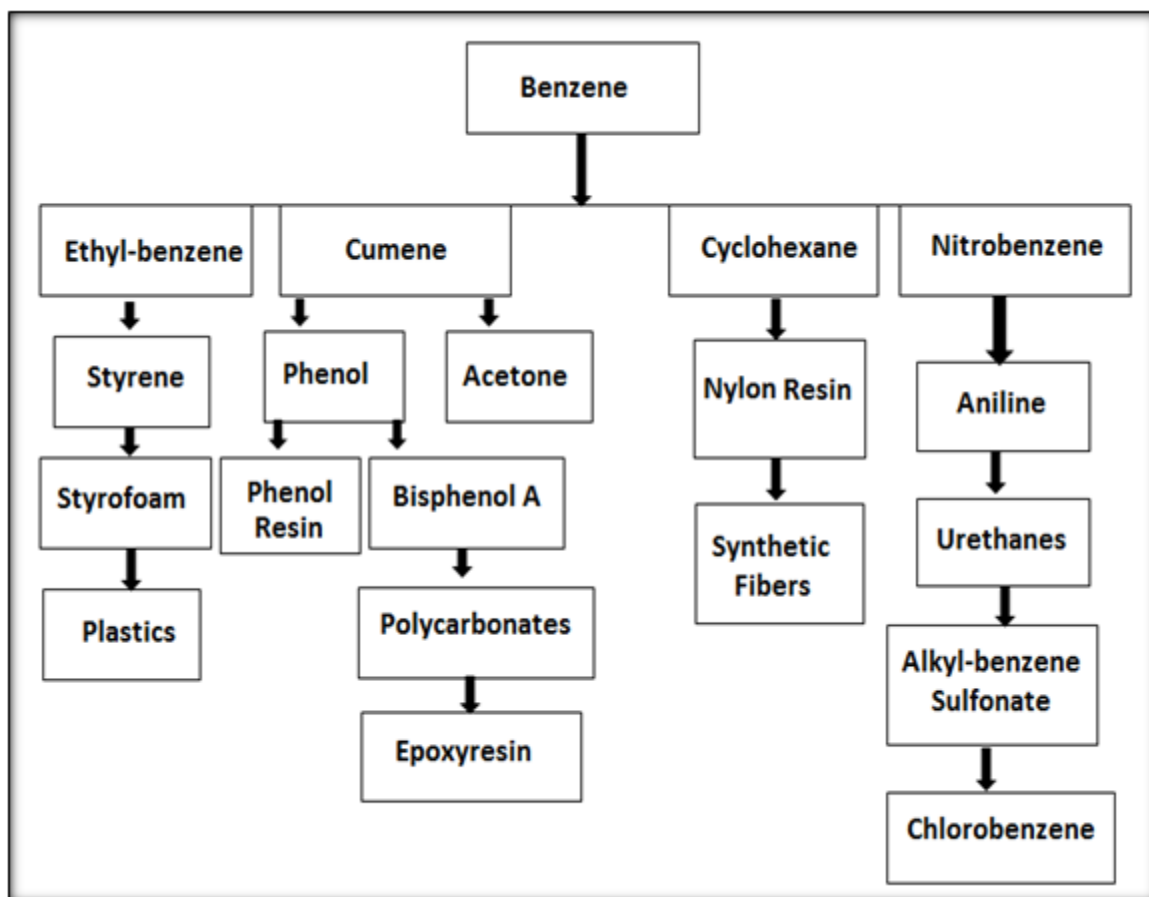 Benzene
Ethyl-benzene
Cumene
Cyclohexane
Nitrobenzene
Styrene
Phenol
Acetone
Nylon Resin
Aniline
Styrofoam
Phenol
Resin
Bisphenol A
Synthetic
Fibers
Urethanes
Plastics
Polycarbonates
Alkyl-benzene
Sulfonate
Epoxyresin
Chlorobenzene